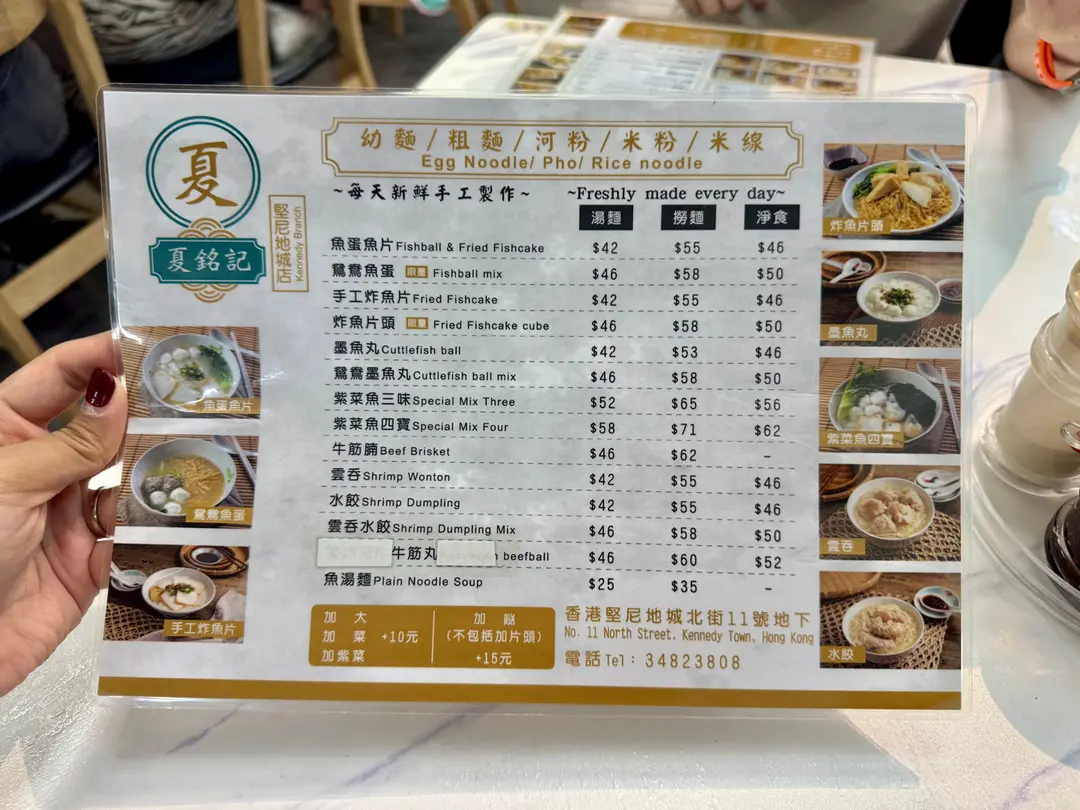 夏
夏銘記
堅尼地城店
Kennedy Branch
幼麵/粗麵/河粉/米粉/米線
Egg Noodle/ Pho/ Rice noodle
~每天新鮮手工製作~ ~Freshly made every day~
湯麵 撈麵 淨食
魚蛋魚片Fishball & Fried Fishcake $42 $55 $46
鴛鴦魚蛋 限量 Fishball mix $46 $58 $50
手工炸魚片Fried Fishcake $42 $55 $46
炸魚片頭 限量 Fried Fishcake cube $46 $58 $50
墨魚丸Cuttlefish ball $42 $53 $46
鴛鴦墨魚丸Cuttlefish ball mix $46 $58 $50
紫菜魚三味Special Mix Three $52 $65 $56
紫菜魚四寶Special Mix Four $58 $71 $62
牛筋腩Beef Brisket $46 $62 -
雲吞Shrimp Wonton $42 $55 $46
水餃Shrimp Dumpling $42 $55 $46
雲吞水餃Shrimp Dumpling Mix $46 $58 $50
牛筋丸 beefball $46 $60 $52
魚湯麵Plain Noodle Soup $25 $35 -
加大
加菜 +10元
加紫菜
加餸
(不包括加片頭)
+15元
香港堅尼地城北街11號地下
No. 11 North Street, Kennedy Town, Hong Kong
電話 Tel: 34823808
魚蛋魚片
鴛鴦魚蛋
手工炸魚片
炸魚片頭
墨魚丸
紫菜魚四寶
雲吞
水餃